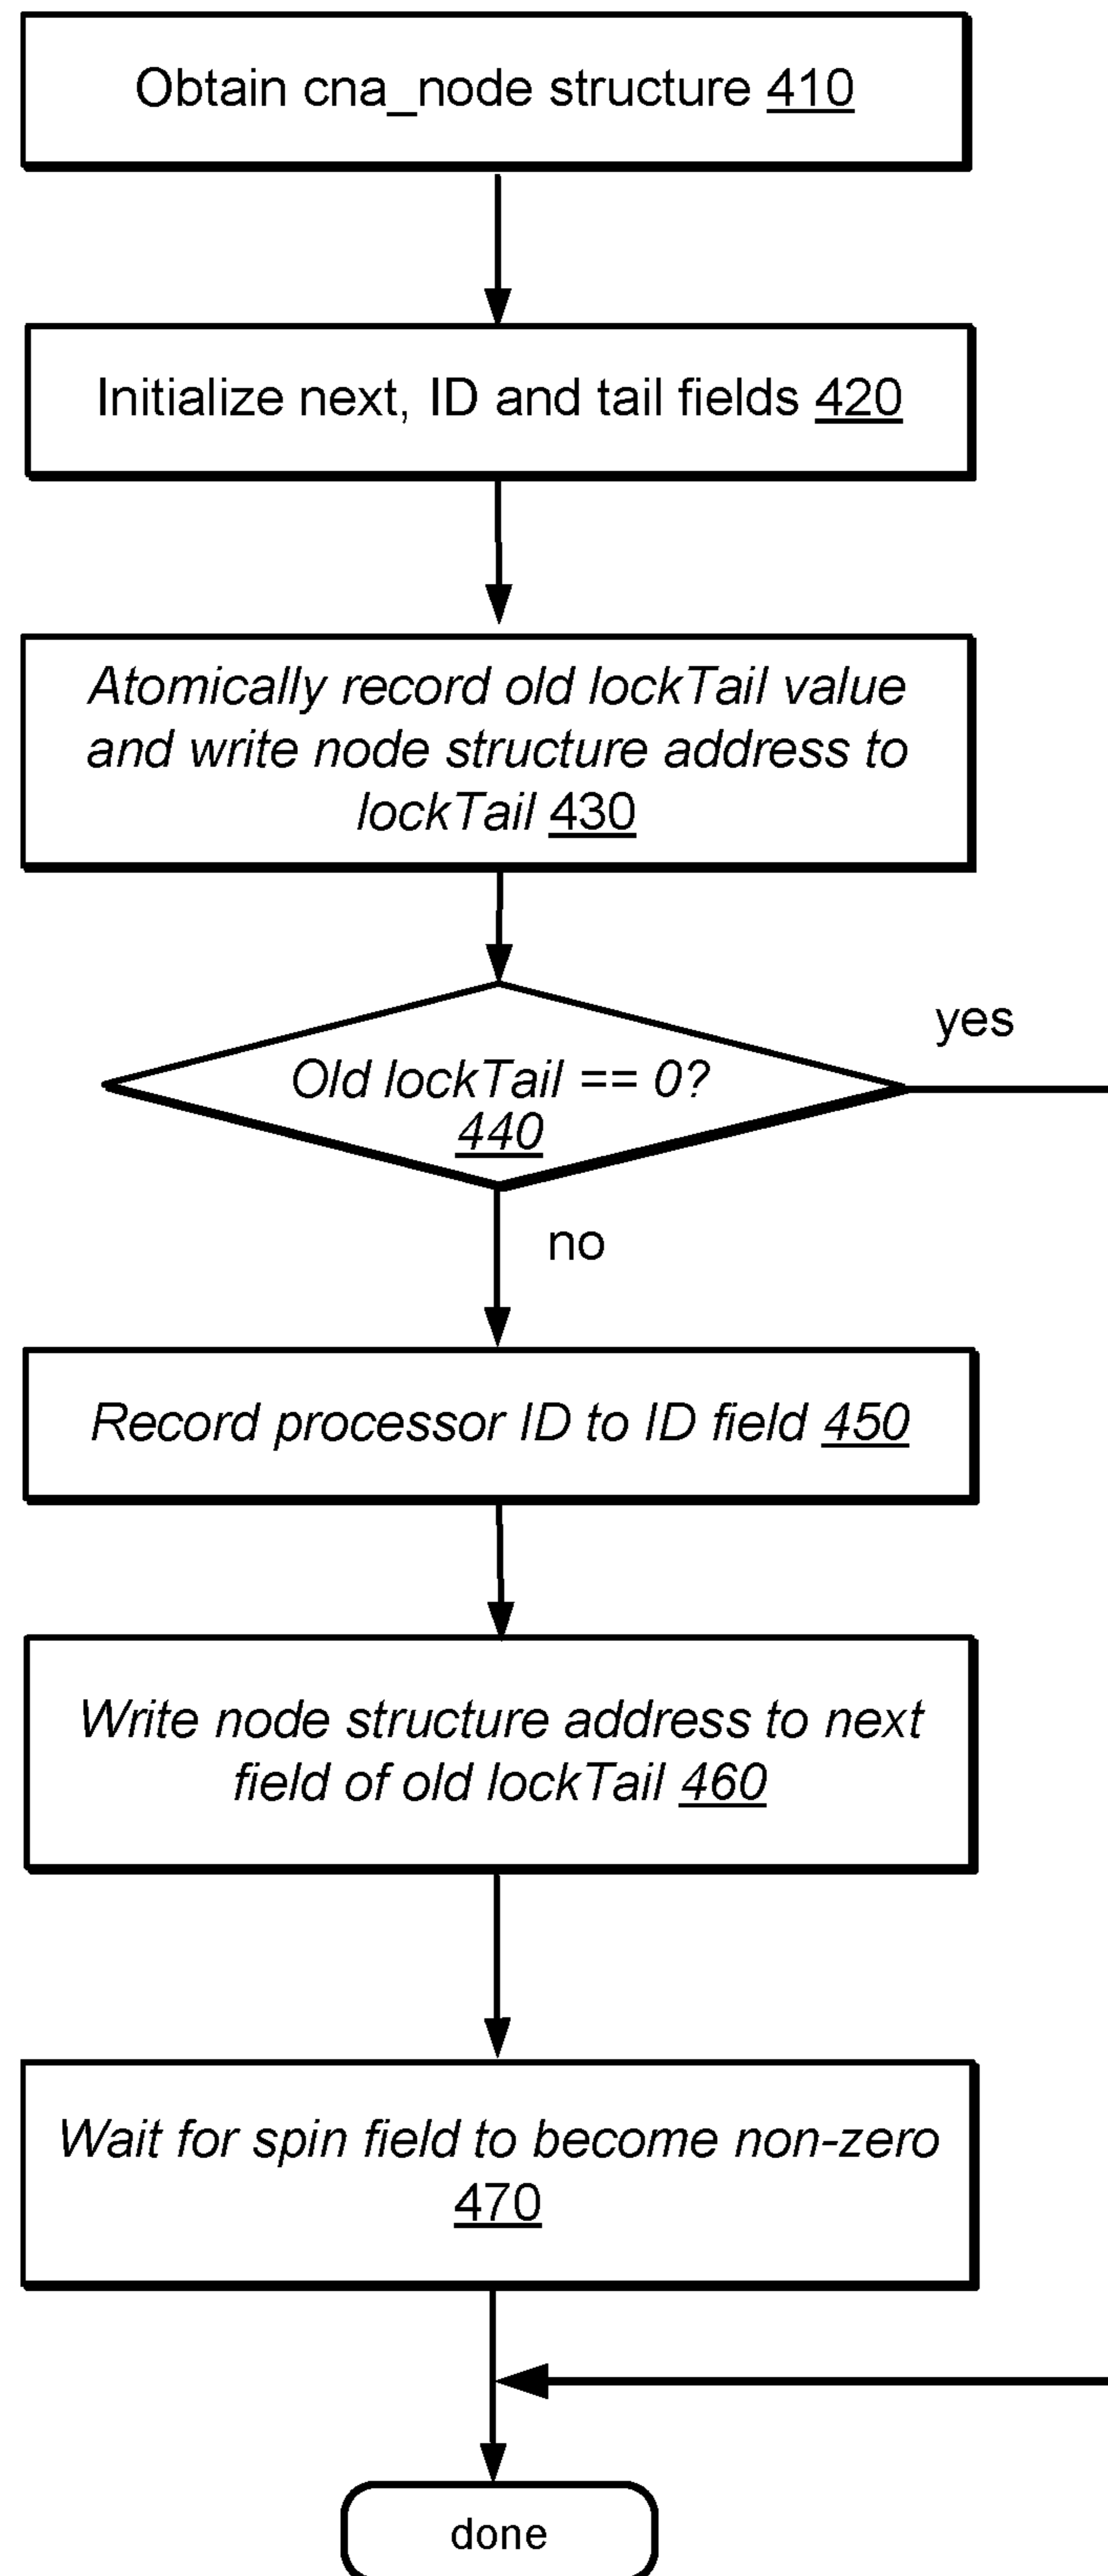 Obtain cna_node structure 410
Initialize next, ID and tail fields 420
Atomically record old lockTail value
and write node structure address to
lockTail 430
Old lockTail == 0?
440
yes
no
Record processor ID to ID field 450
Write node structure address to next
field of old lockTail 460
Wait for spin field to become non-zero
470
done